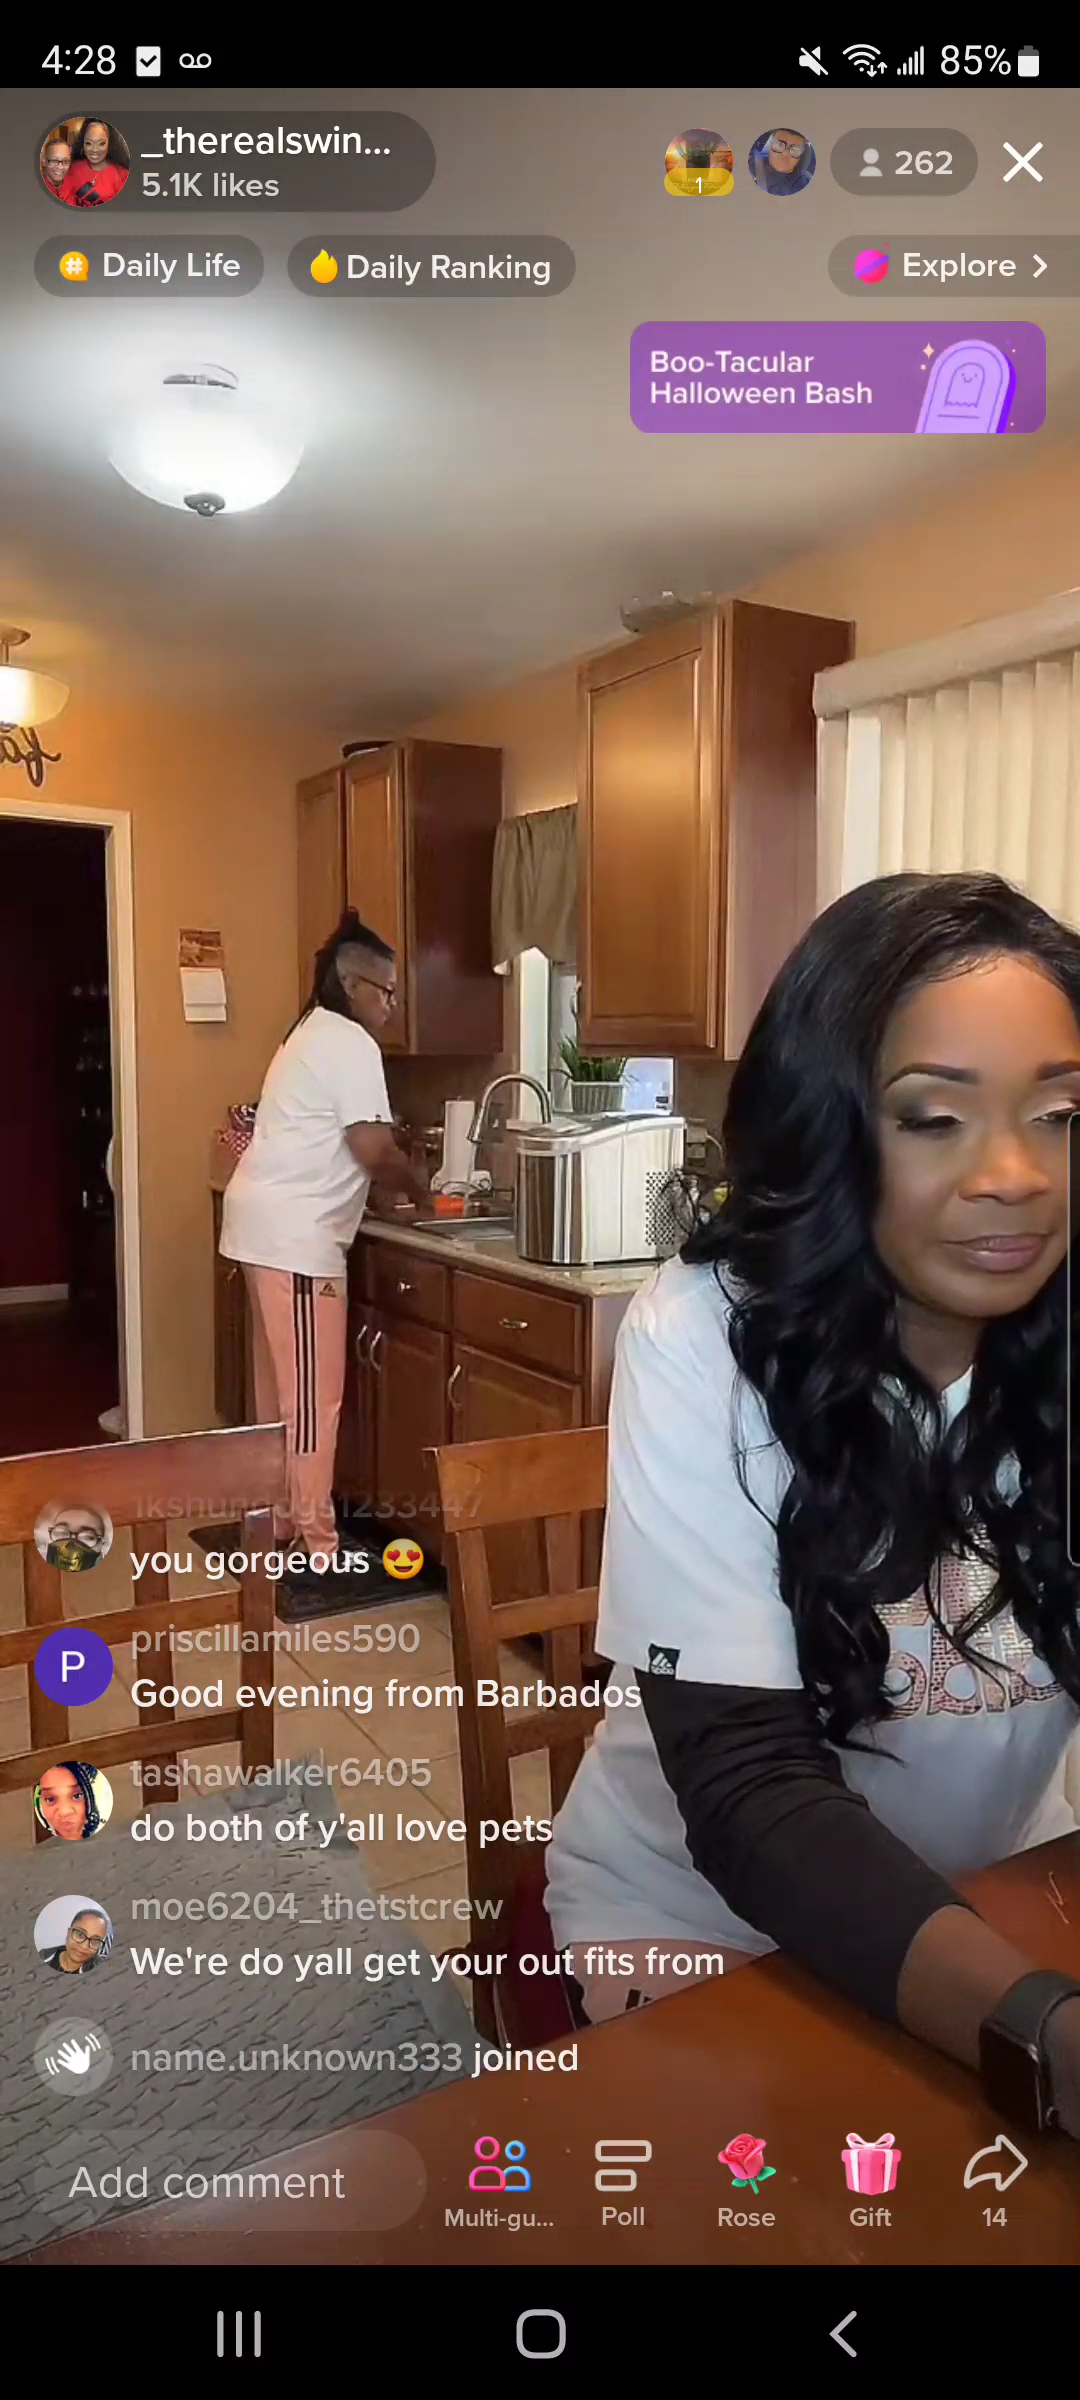 4:28
85%
_therealswin...
5.1K likes
1
262
Daily Life
Daily Ranking
Explore
Boo-Tacular
Halloween Bash
1kshundogs1233447
you gorgeous 😍
priscillamiles590
P
Good evening from Barbados
tashawalker6405
do both of y'all love pets
moe6204_thetstcrew
We're do yall get your out fits from
name.unknown333 joined
Add comment
Multi-gu...
Poll
Rose
Gift
14